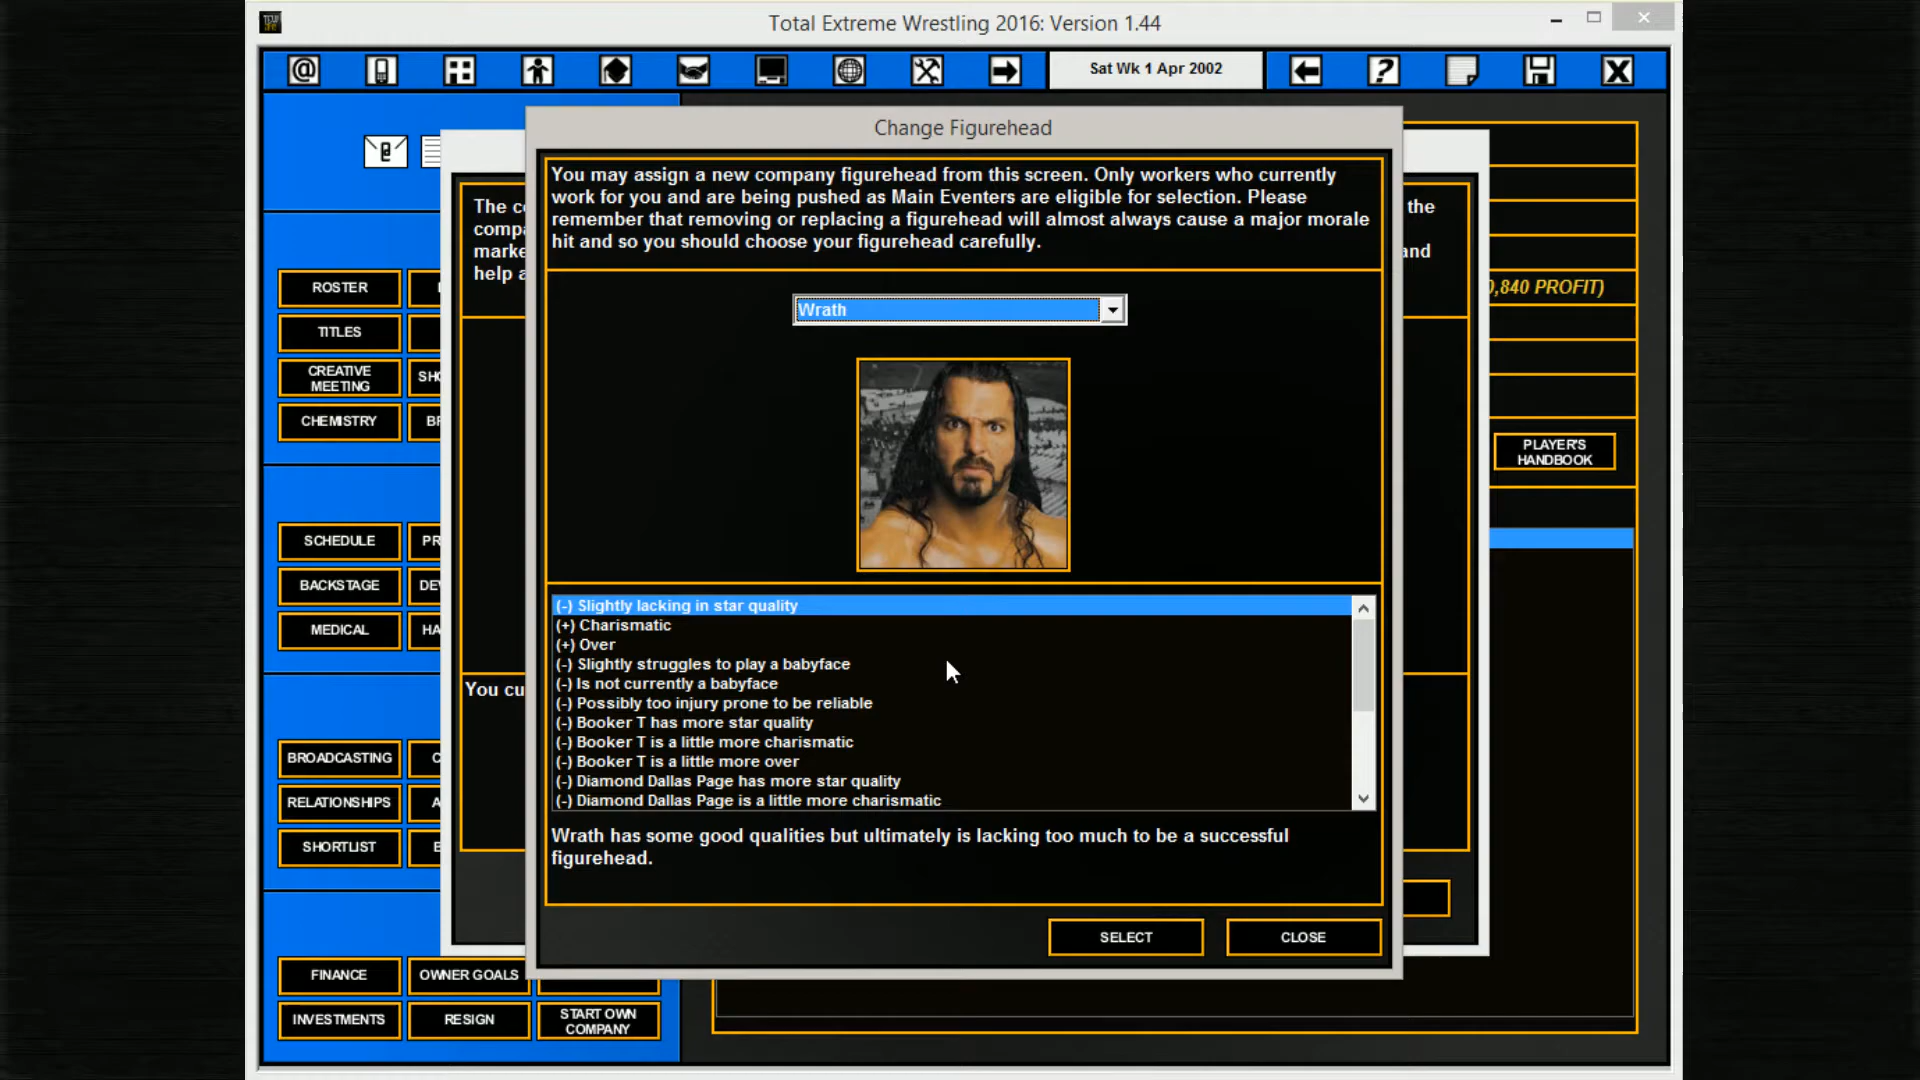 Total Extreme Wrestling 2016: Version 1.44
Sat Wk 1 Apr 2002
Change Figurehead
You may assign a new company figurehead from this screen. Only workers who currently
work for you and are being pushed as Main Eventers are eligible for selection. Please
remember that removing or replacing a figurehead will almost always cause a major morale
hit and so you should choose your figurehead carefully.
Wrath
(-) Slightly lacking in star quality
(+) Charismatic
(+) Over
(-) Slightly struggles to play a babyface
(-) Is not currently a babyface
(-) Possibly too injury prone to be reliable
(-) Booker T has more star quality
(-) Booker T is a little more charismatic
(-) Booker T is a little more over
(-) Diamond Dallas Page has more star quality
(-) Diamond Dallas Page is a little more charismatic
Wrath has some good qualities but ultimately is lacking too much to be a successful
figurehead.
SELECT
CLOSE
The
the
and
help
You
0,840 PROFIT)
PLAYER'S
HANDBOOK
ROSTER
TITLES
CREATIVE
MEETING
CHEMISTRY
SCHEDULE
BACKSTAGE
MEDICAL
BROADCASTING
RELATIONSHIPS
SHORTLIST
FINANCE
OWNER GOALS
INVESTMENTS
RESIGN
START OWN
COMPANY